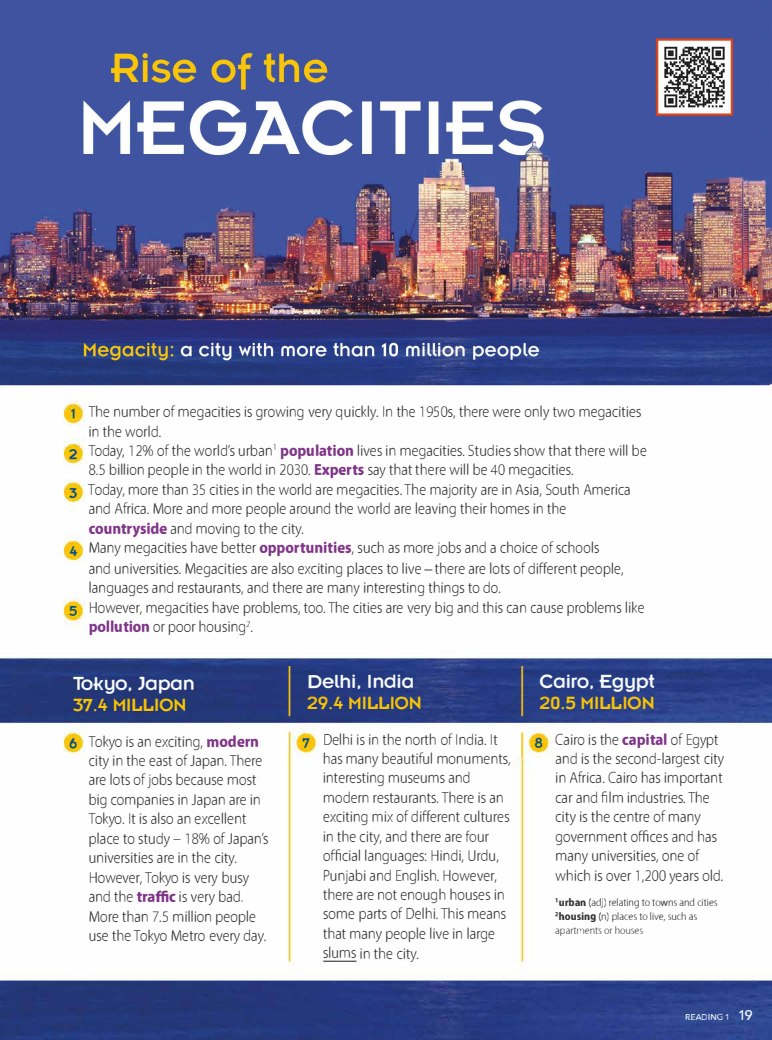 Rise of the
MEGACITIES
Megacity: a city with more than 10 million people
1 The number of megacities is growing very quickly. In the 1950s, there were only two megacities
in the world.
2 Today, 12% of the world's urban¹ population lives in megacities. Studies show that there will be
8.5 billion people in the world in 2030. Experts say that there will be 40 megacities.
3 Today, more than 35 cities in the world are megacities. The majority are in Asia, South America
and Africa. More and more people around the world are leaving their homes in the
countryside and moving to the city.
4 Many megacities have better opportunities, such as more jobs and a choice of schools
and universities. Megacities are also exciting places to live – there are lots of different people,
languages and restaurants, and there are many interesting things to do.
5 However, megacities have problems, too. The cities are very big and this can cause problems like
pollution or poor housing².
Tokyo, Japan
37.4 MILLION
6 Tokyo is an exciting, modern
city in the east of Japan. There
are lots of jobs because most
big companies in Japan are in
Tokyo. It is also an excellent
place to study – 18% of Japan's
universities are in the city.
However, Tokyo is very busy
and the traffic is very bad.
More than 7.5 million people
use the Tokyo Metro every day.
Delhi, India
29.4 MILLION
7 Delhi is in the north of India. It
has many beautiful monuments,
interesting museums and
modern restaurants. There is an
exciting mix of different cultures
in the city, and there are four
official languages: Hindi, Urdu,
Punjabi and English. However,
there are not enough houses in
some parts of Delhi. This means
that many people live in large
slums in the city.
Cairo, Egypt
20.5 MILLION
8 Cairo is the capital of Egypt
and is the second-largest city
in Africa. Cairo has important
car and film industries. The
city is the centre of many
government offices and has
many universities, one of
which is over 1,200 years old.
¹urban (adj) relating to towns and cities
²housing (n) places to live, such as
apartments or houses
READING 1 19